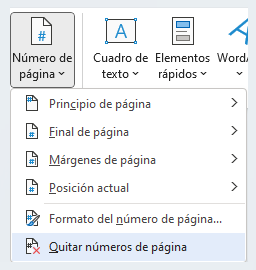 Número de página
Cuadro de texto
Elementos rápidos
Principio de página
Final de página
Márgenes de página
Posición actual
Formato del número de página...
Quitar números de página